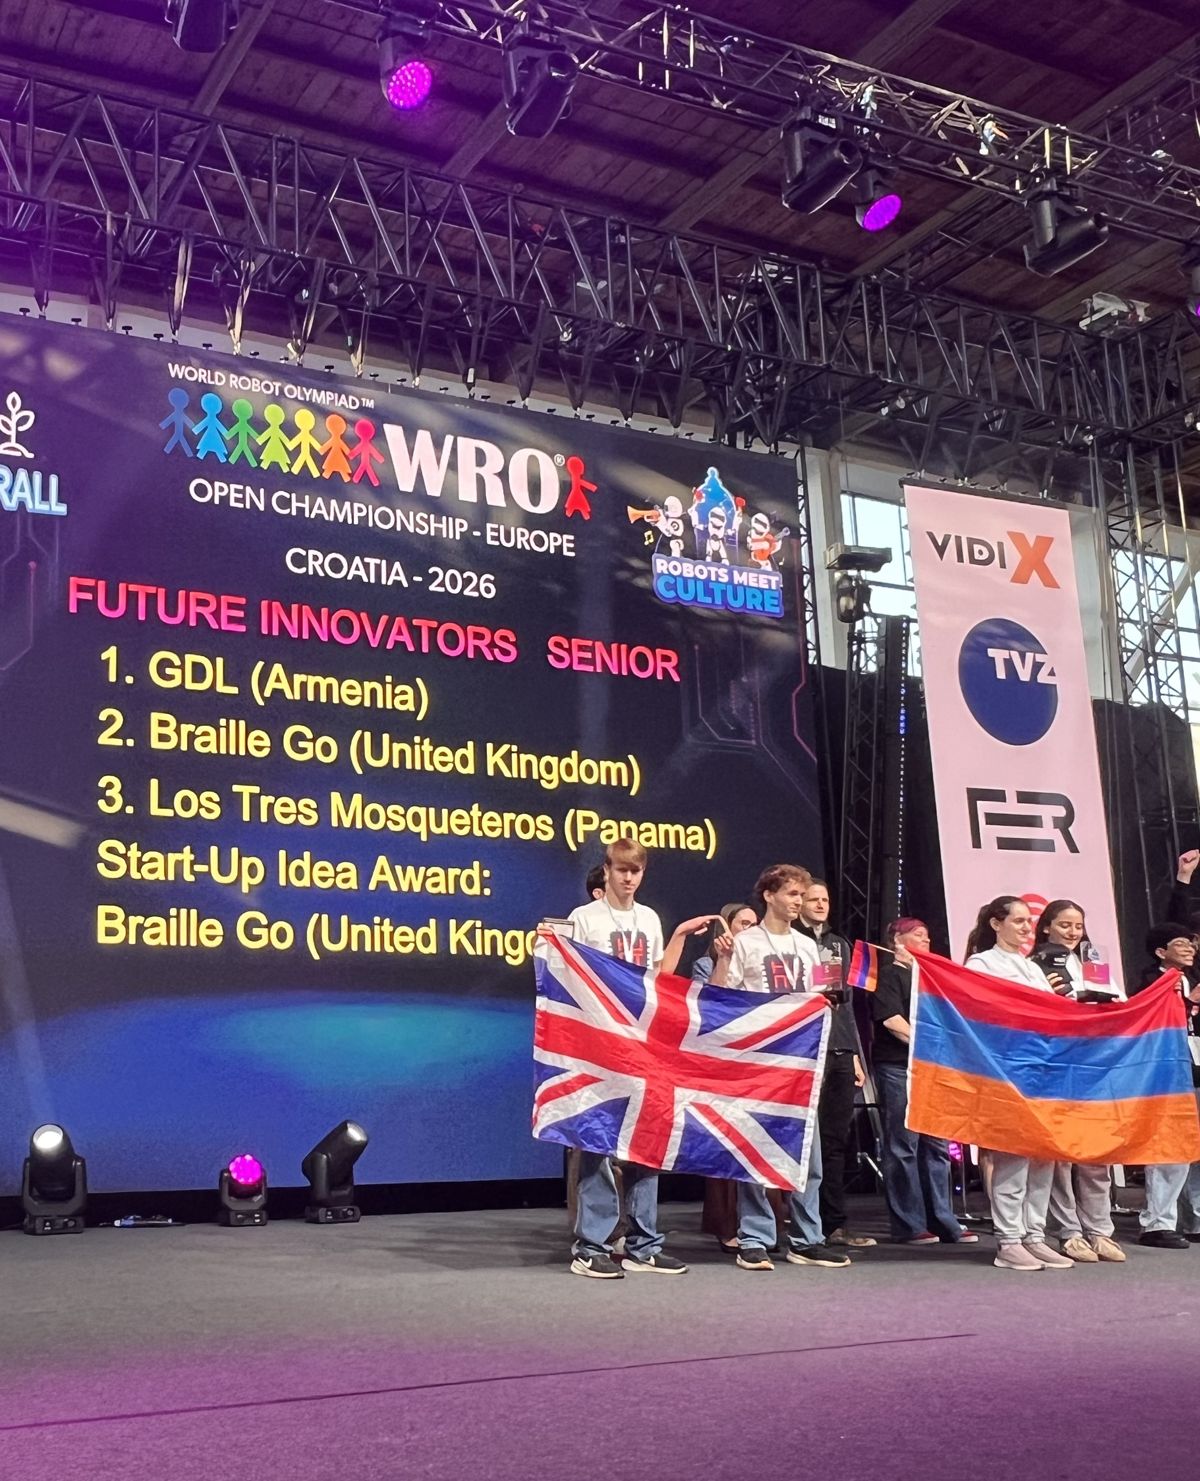 RALL
WORLD ROBOT OLYMPIAD™
WRO®
OPEN CHAMPIONSHIP - EUROPE
CROATIA - 2026
ROBOTS MEET
CULTURE
FUTURE INNOVATORS SENIOR
1. GDL (Armenia)
2. Braille Go (United Kingdom)
3. Los Tres Mosqueteros (Panama)
Start-Up Idea Award:
Braille Go (United Kingd
VIDI X
TVZ
FER